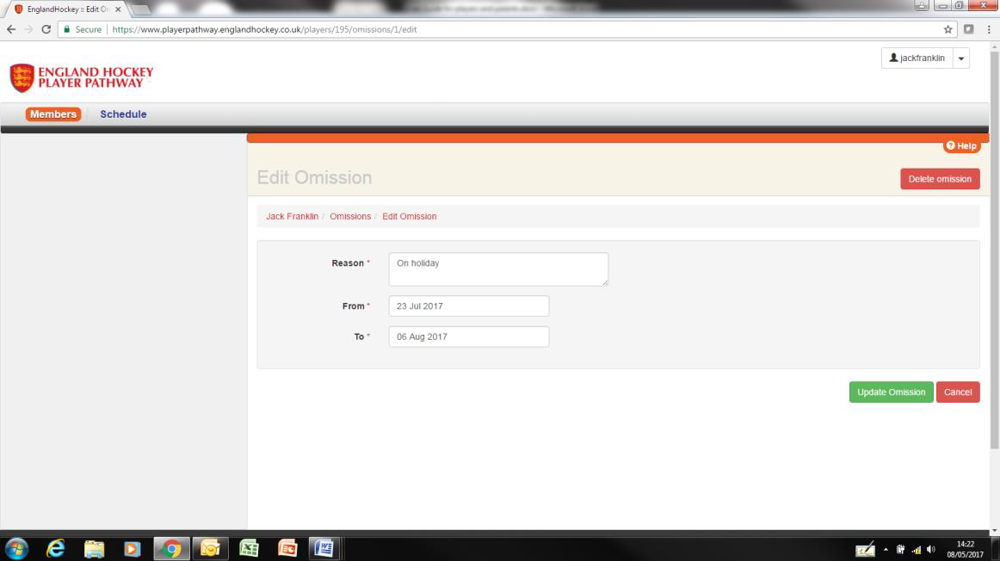 EnglandHockey :: Edit O
Secure | https://www.playerpathway.englandhockey.co.uk/players/195/omissions/1/edit
jackfranklin
ENGLAND HOCKEY
PLAYER PATHWAY
Members Schedule
Help
Edit Omission
Delete omission
Jack Franklin / Omissions / Edit Omission
Reason * On holiday
From * 23 Jul 2017
To * 06 Aug 2017
Update Omission Cancel
14:22
08/05/2017